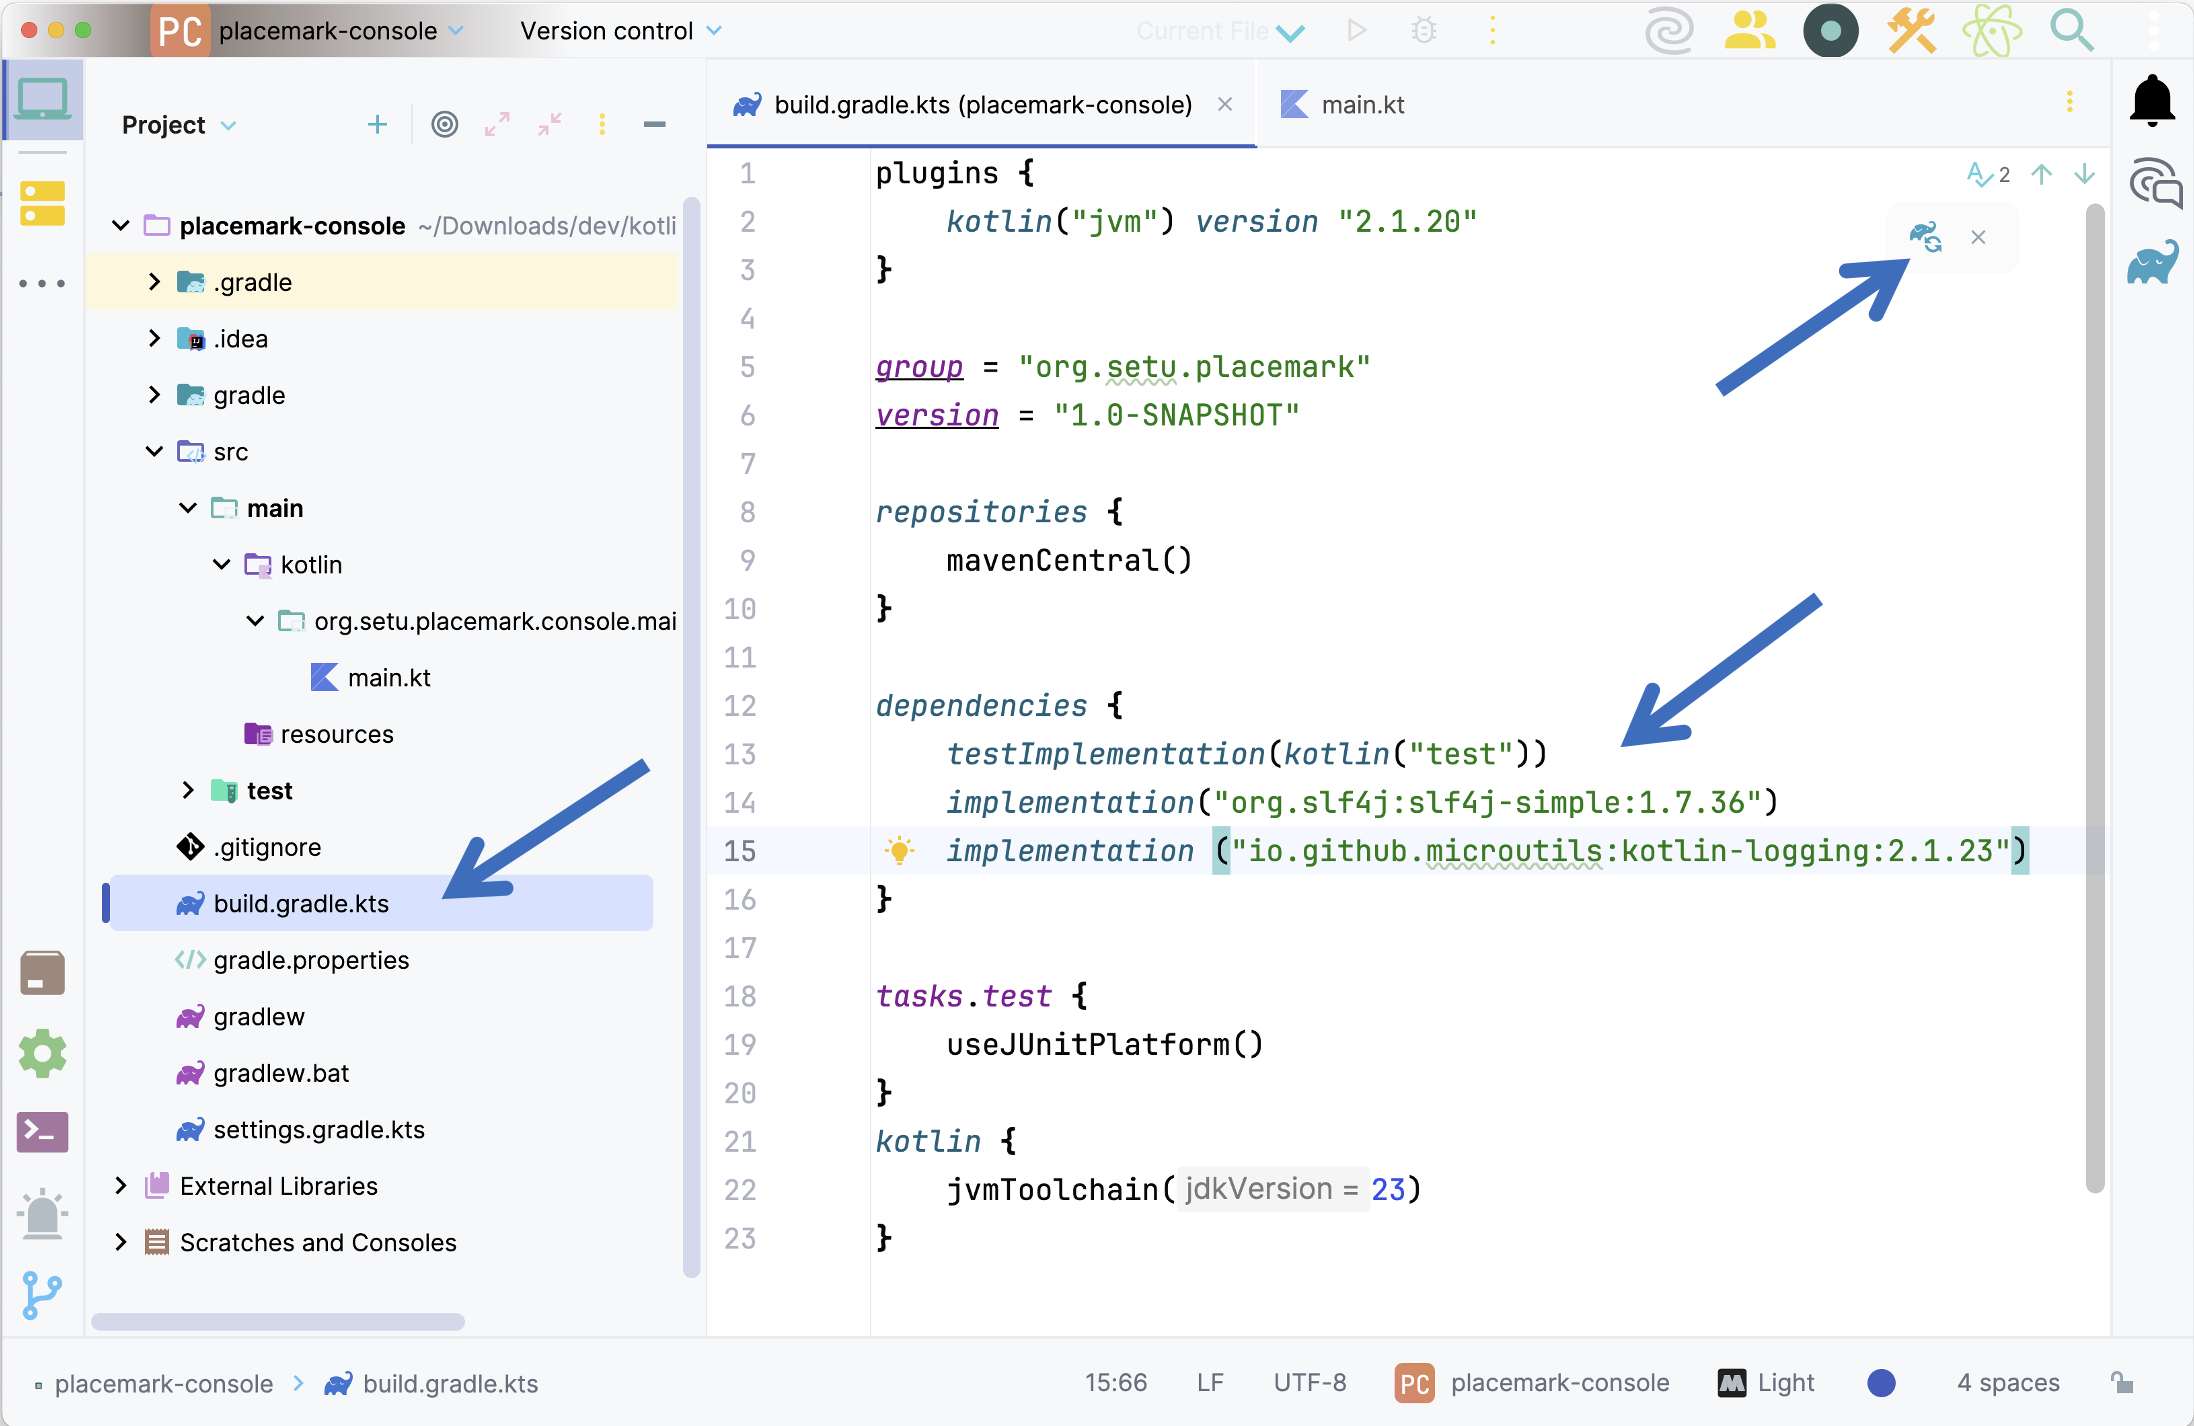 PC placemark-console Version control Current File
Project
build.gradle.kts (placemark-console) main.kt
placemark-console ~/Downloads/dev/kotli
.gradle
.idea
gradle
src
main
kotlin
org.setu.placemark.console.mai
main.kt
resources
test
.gitignore
build.gradle.kts
gradle.properties
gradlew
gradlew.bat
settings.gradle.kts
External Libraries
Scratches and Consoles
2
1 plugins {
2 kotlin("jvm") version "2.1.20"
3 }
4
5 group = "org.setu.placemark"
6 version = "1.0-SNAPSHOT"
7
8 repositories {
9 mavenCentral()
10 }
11
12 dependencies {
13 testImplementation(kotlin("test"))
14 implementation("org.slf4j:slf4j-simple:1.7.36")
15 implementation ("io.github.microutils:kotlin-logging:2.1.23")
16 }
17
18 tasks.test {
19 useJUnitPlatform()
20 }
21 kotlin {
22 jvmToolchain( jdkVersion = 23)
23 }
placemark-console > build.gradle.kts 15:66 LF UTF-8 PC placemark-console M Light 4 spaces